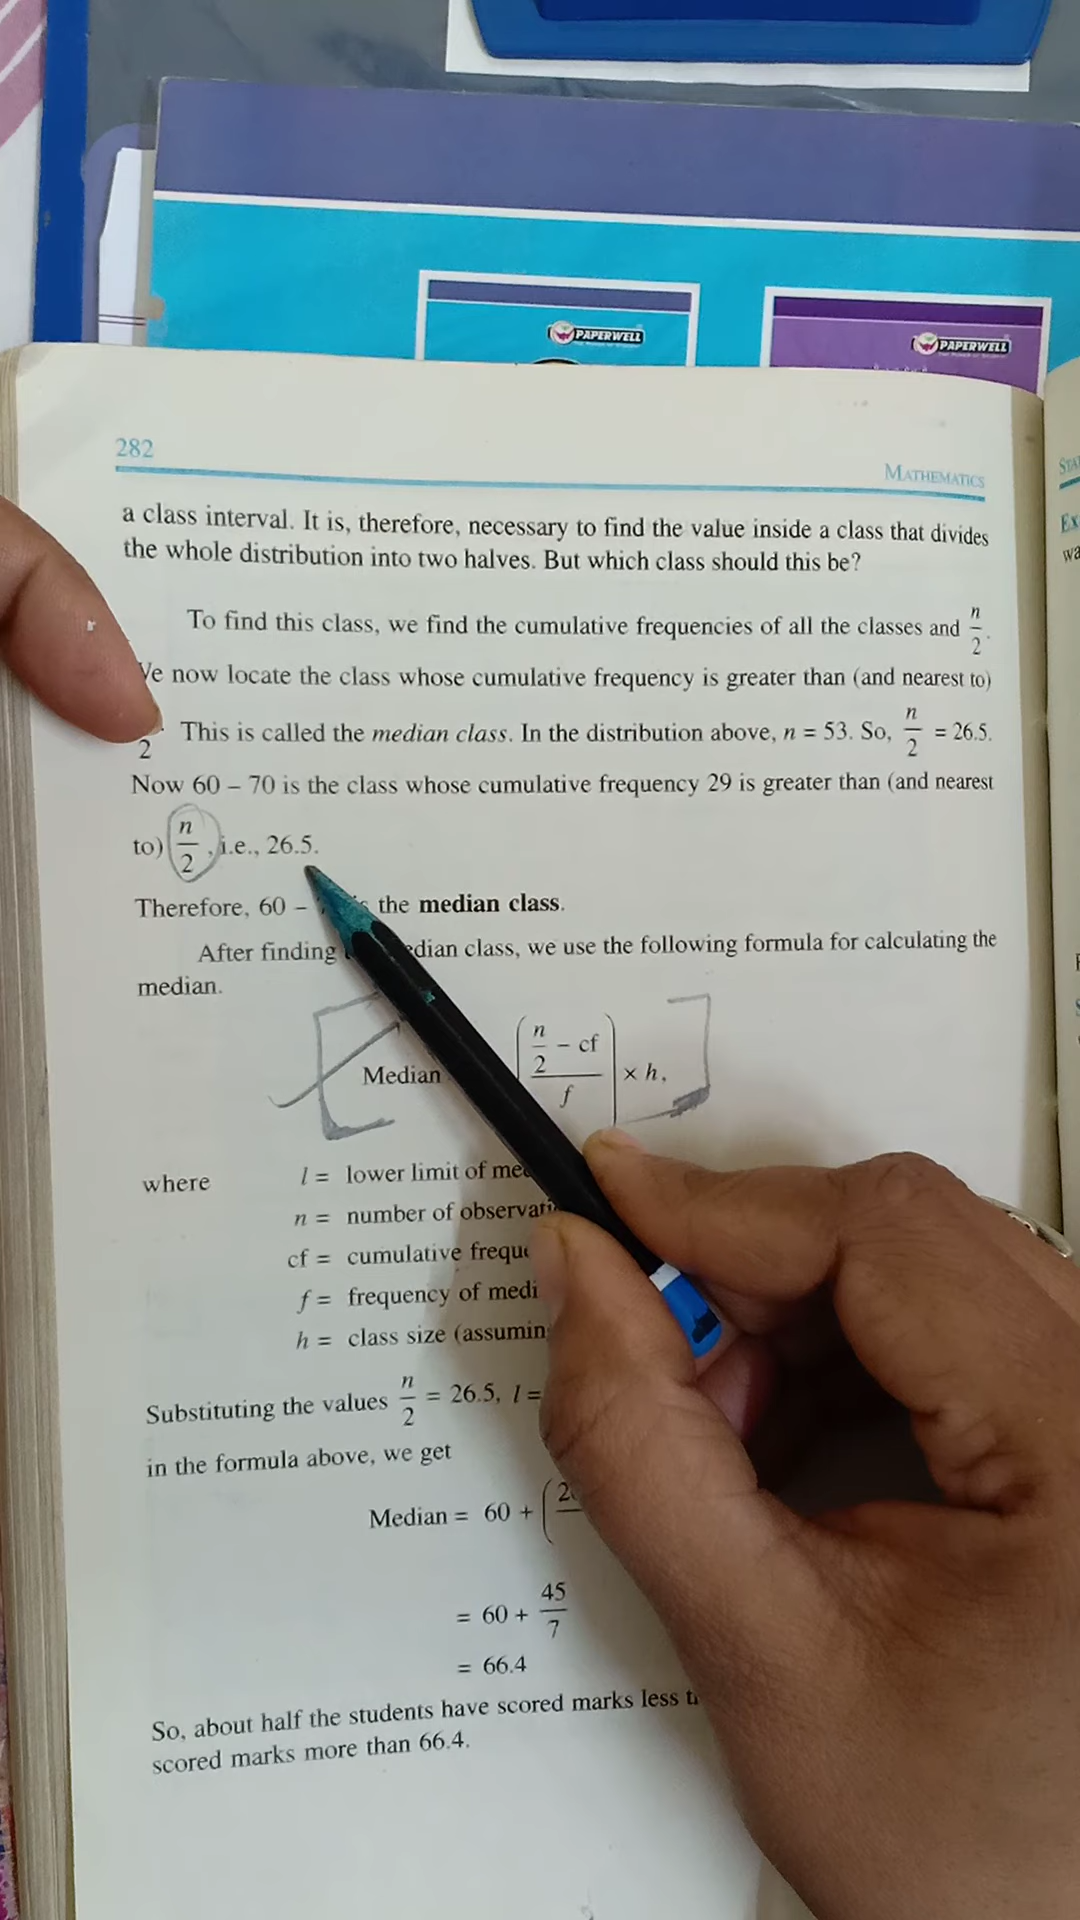 PAPERWELL
PAPERWELL
282
MATHEMATICS
a class interval. It is, therefore, necessary to find the value inside a class that divides
the whole distribution into two halves. But which class should this be?
To find this class, we find the cumulative frequencies of all the classes and n/2.
We now locate the class whose cumulative frequency is greater than (and nearest to)
2. This is called the median class. In the distribution above, n = 53. So, n/2 = 26.5.
Now 60 – 70 is the class whose cumulative frequency 29 is greater than (and nearest
to) n/2, i.e., 26.5.
Therefore, 60 – the median class.
After finding median class, we use the following formula for calculating the
median.
Median (n/2 – cf / f) × h,
where l = lower limit of
n = number of
cf = cumulative
f = frequency of
h = class size
Substituting the values n/2 = 26.5, l =
in the formula above, we get
Median = 60 + (
= 60 + 45/7
= 66.4
So, about half the students have scored marks less
scored marks more than 66.4.
Ex